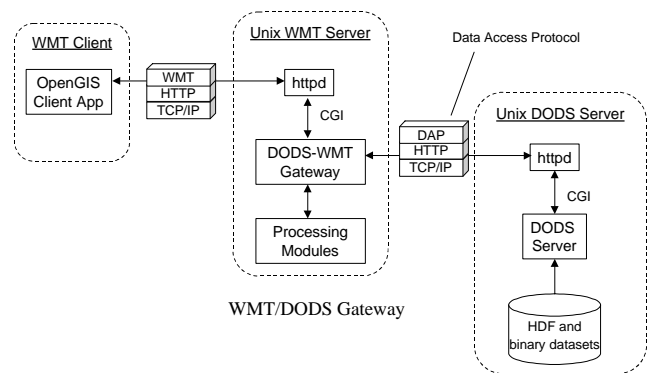 WMT Client
OpenGIS
Client App
WMT
HTTP
TCP/IP
Unix WMT Server
httpd
CGI
DODS-WMT
Gateway
Processing
Modules
WMT/DODS Gateway
Data Access Protocol
DAP
HTTP
TCP/IP
Unix DODS Server
httpd
CGI
DODS
Server
HDF and
binary datasets